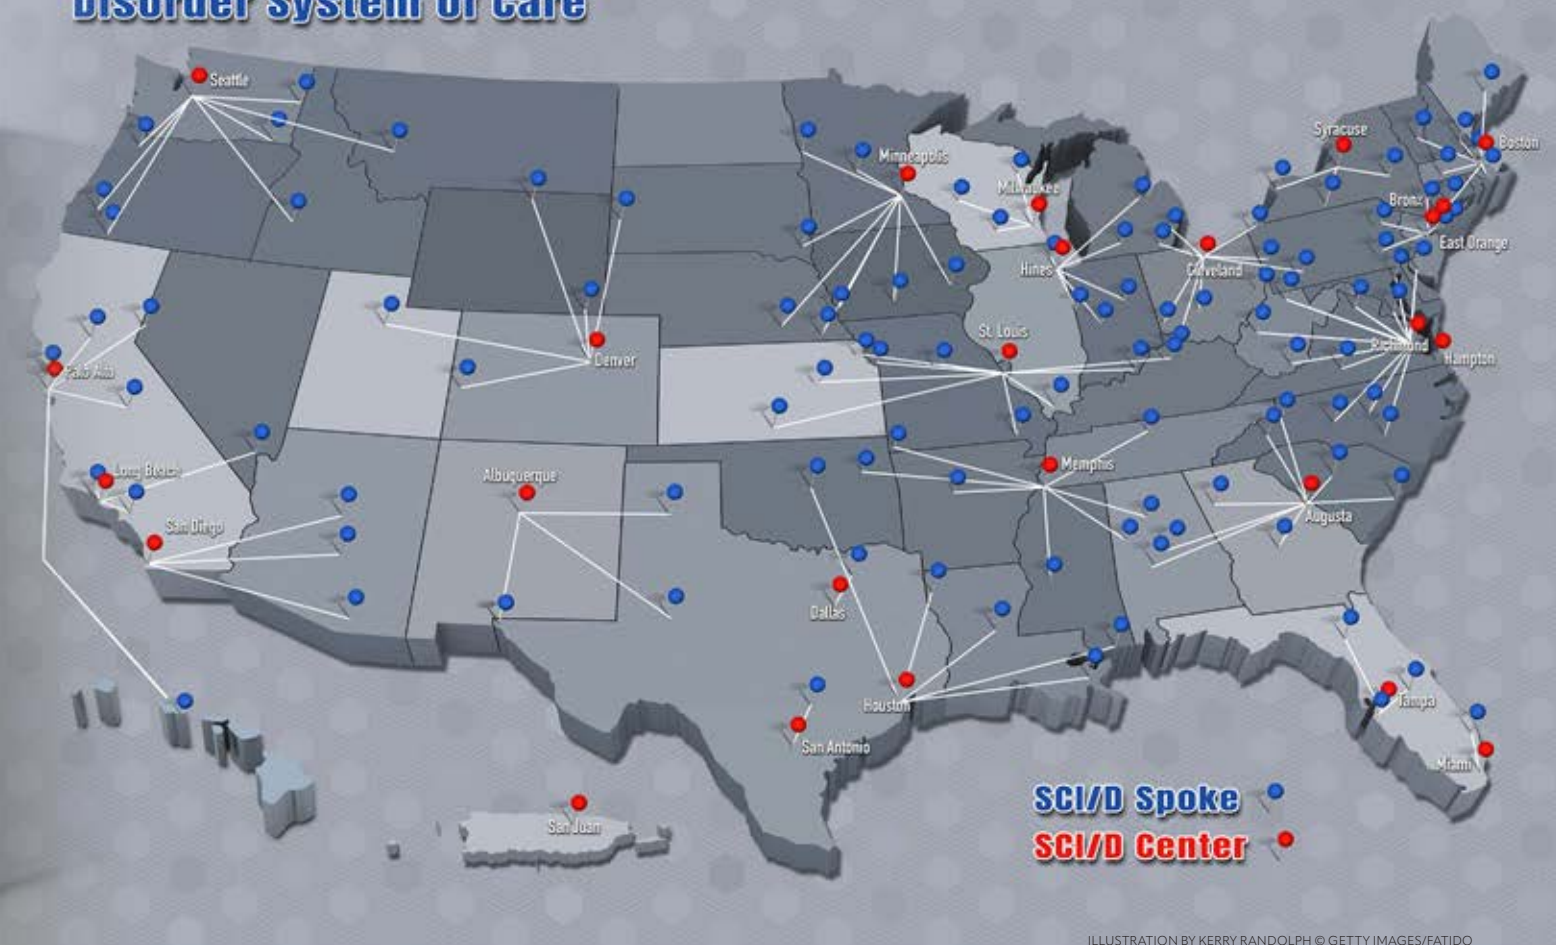 Disorder System of Care
Seattle
Minneapolis
Milwaukee
Syracuse
Boston
Bronx
East Orange
Hines
Cleveland
St. Louis
Denver
Richmond
Hampton
Palo Alto
Long Beach
Albuquerque
Memphis
San Diego
Augusta
Dallas
Houston
San Antonio
Tampa
Miami
San Juan
SCI/D Spoke
SCI/D Center
ILLUSTRATION BY KERRY RANDOLPH © GETTY IMAGES/FATIDO